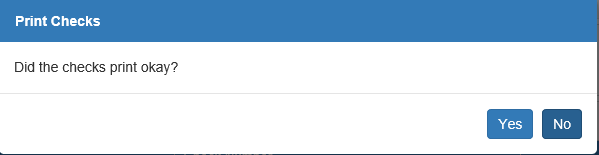 Print Checks
Did the checks print okay?
Yes No